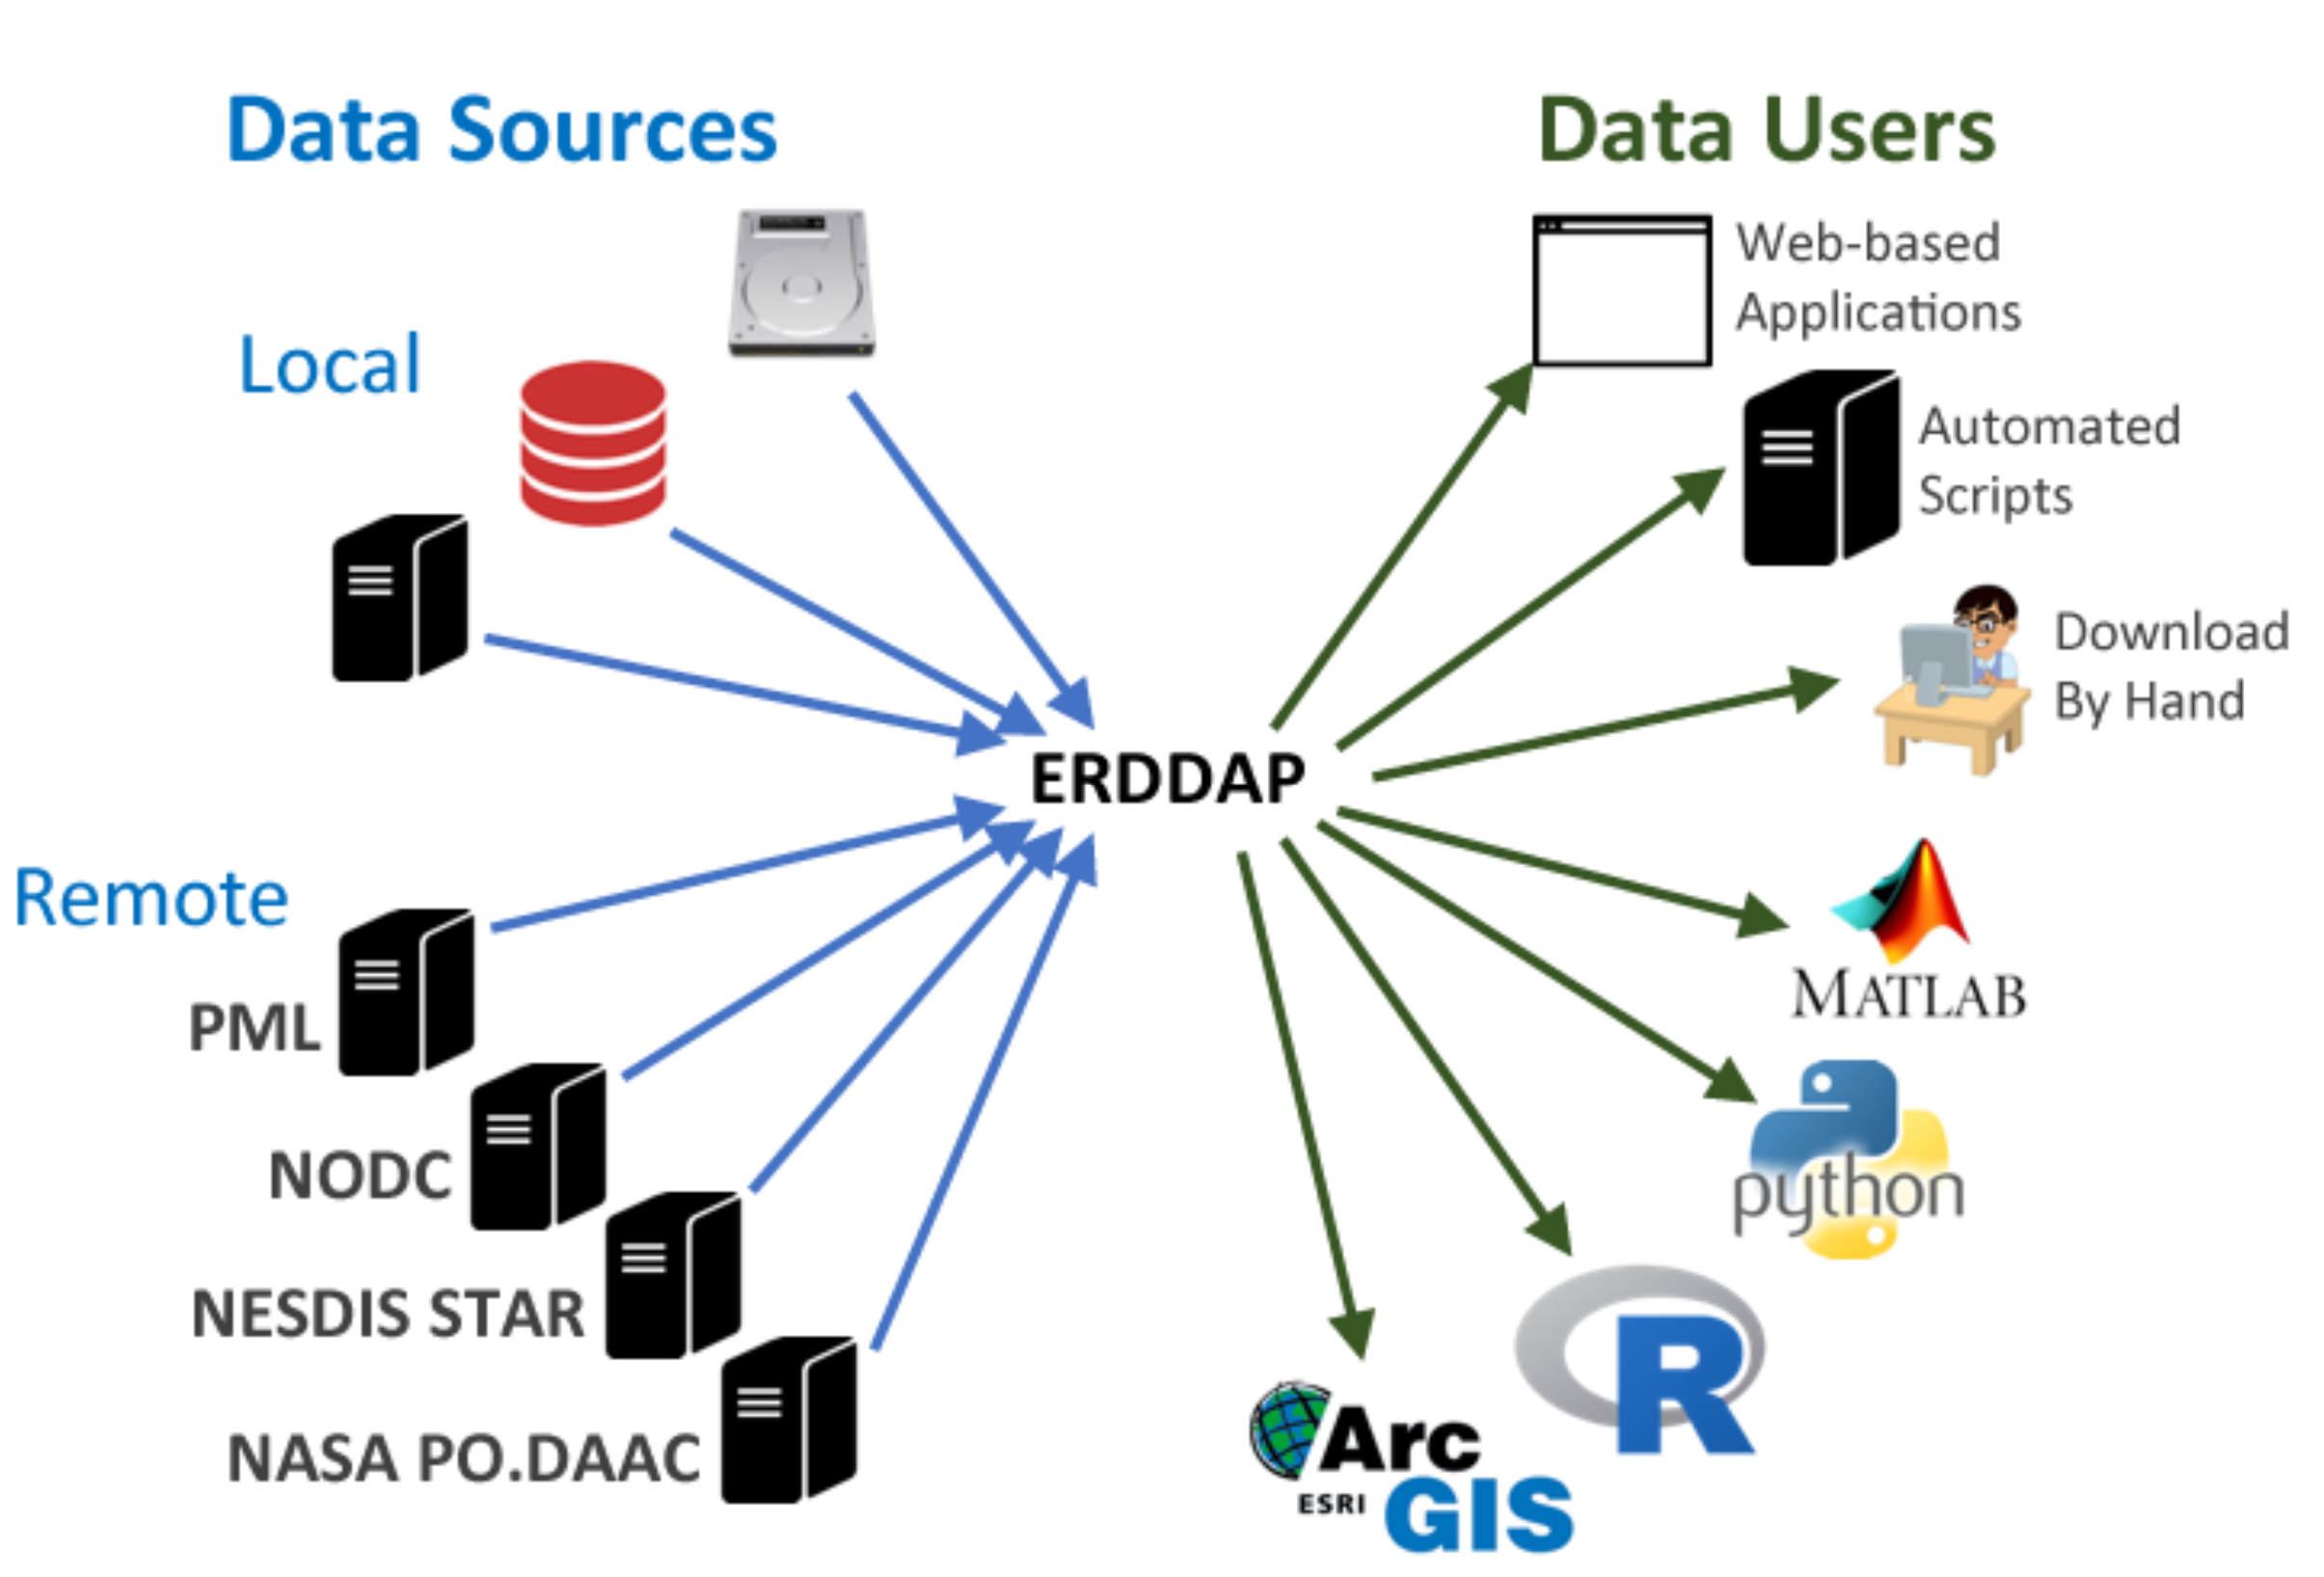 Data Sources
Local
Remote
PML
NODC
NESDIS STAR
NASA PO.DAAC
ERDDAP
Data Users
Web-based
Applications
Automated
Scripts
Download
By Hand
MATLAB
python
R
Arc
ESRI
GIS